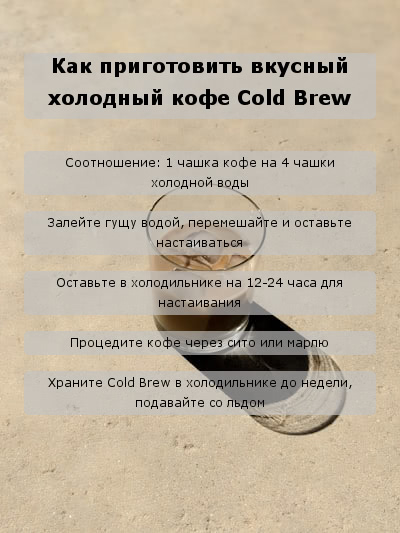 Как приготовить вкусный
холодный кофе Cold Brew
Соотношение: 1 чашка кофе на 4 чашки
холодной воды
Залейте гущу водой, перемешайте и оставьте
настаиваться
Оставьте в холодильнике на 12-24 часа для
настаивания
Процедите кофе через сито или марлю
Храните Cold Brew в холодильнике до недели,
подавайте со льдом